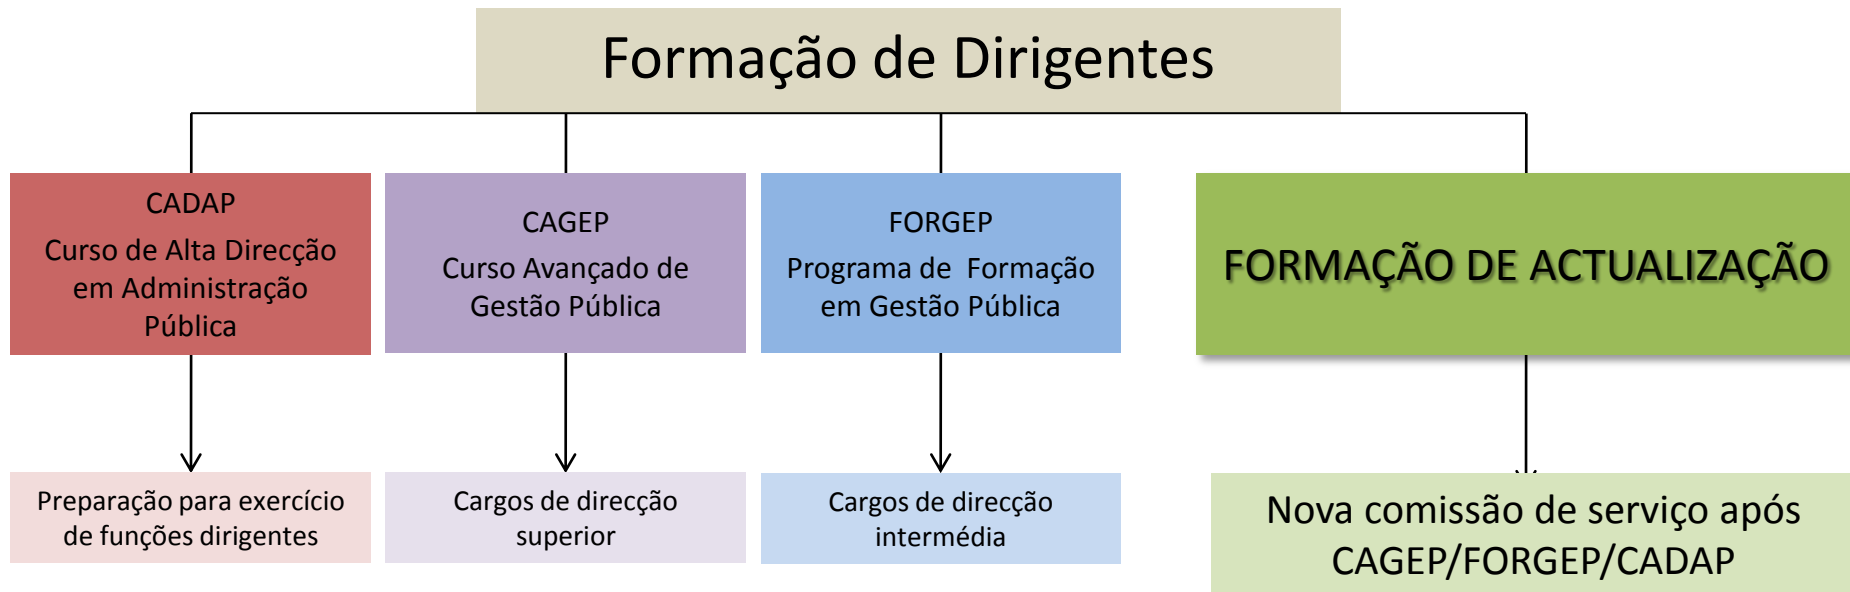 Formação de Dirigentes
CADAP
Curso de Alta Direcção
em Administração
Pública
CAGEP
Curso Avançado de
Gestão Pública
FORGEP
Programa de  Formação
em Gestão Pública
FORMAÇÃO DE ACTUALIZAÇÃO
Preparação para exercício
de funções dirigentes
Cargos de direcção
superior
Cargos de direcção
intermédia
Nova comissão de serviço após
CAGEP/FORGEP/CADAP